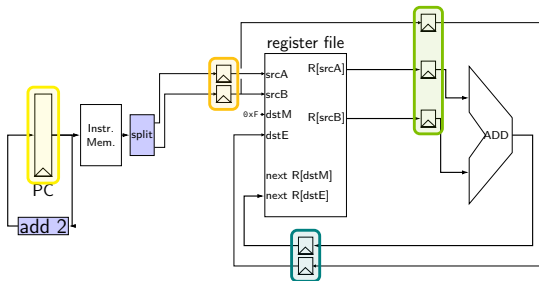 register file
srcA
srcB
0xF
dstM
dstE
next R[dstM]
next R[dstE]
R[srcA]
R[srcB]
ADD
Instr.
Mem.
split
PC
add 2